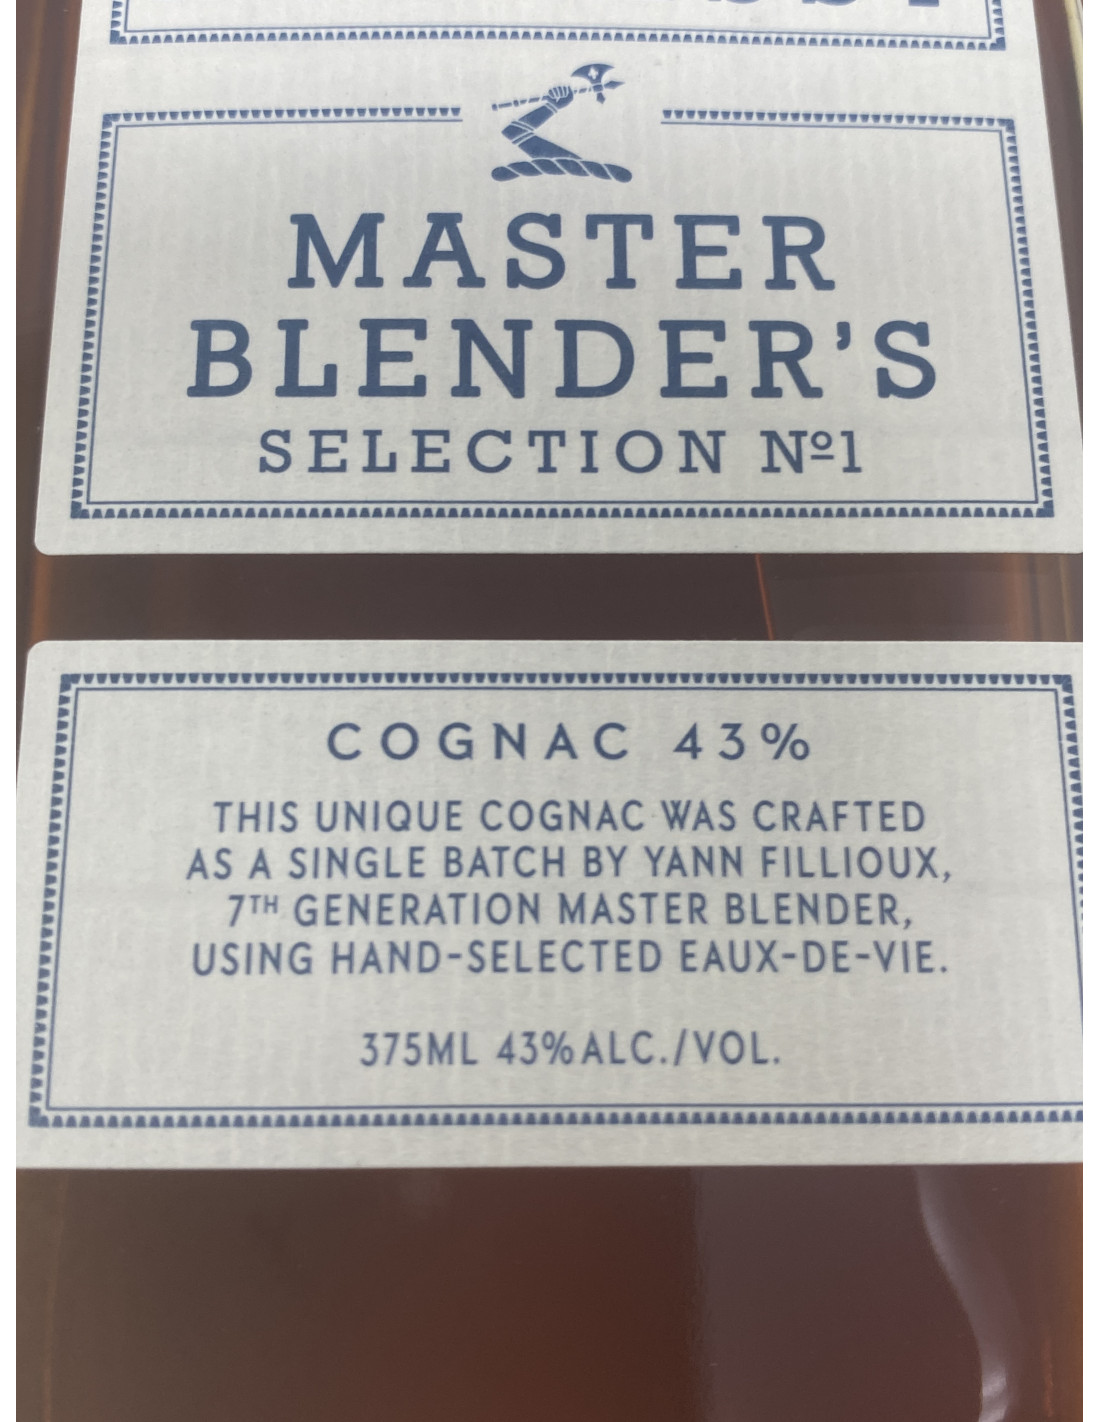 MASTER
BLENDER'S
SELECTION Nº1
COGNAC 43%
THIS UNIQUE COGNAC WAS CRAFTED
AS A SINGLE BATCH BY YANN FILLIOUX,
7TH GENERATION MASTER BLENDER,
USING HAND-SELECTED EAUX-DE-VIE.
375ML 43%ALC./VOL.